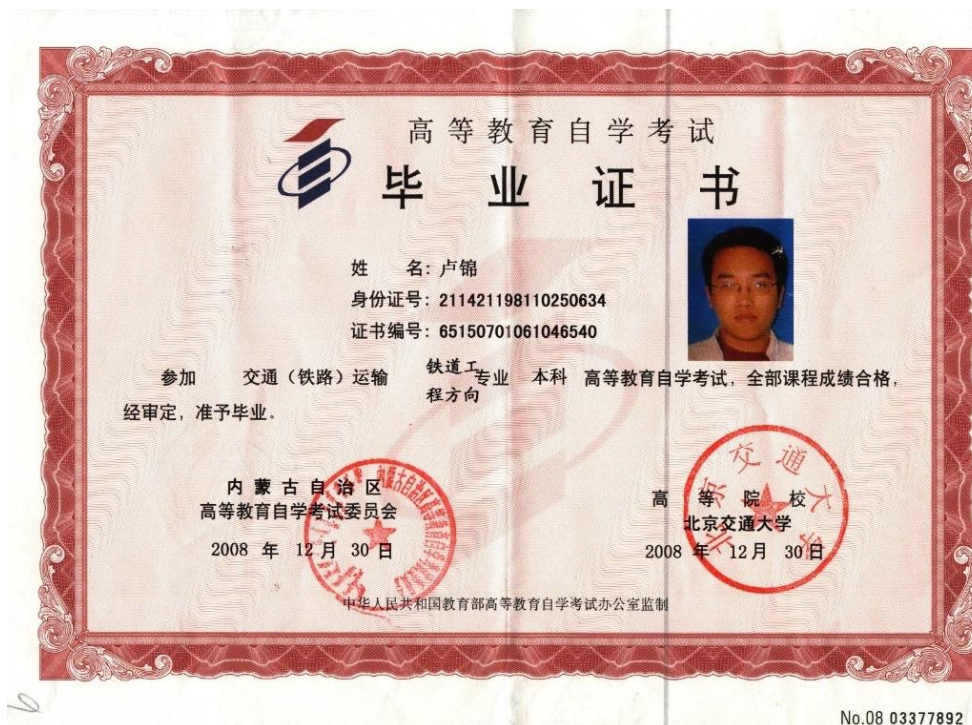 高等教育自学考试
毕业证书
姓 名：卢锦
身份证号：211421198110250634
证书编号：65150701061046540
参加 交通（铁路）运输 铁道工程方向 专业 本科 高等教育自学考试，全部课程成绩合格，
经审定，准予毕业。
内蒙古自治区
高等教育自学考试委员会
2008 年 12 月 30 日
高等院校
北京交通大学
2008 年 12 月 30 日
北京交通大学
中华人民共和国教育部高等教育自学考试办公室监制
No.08 03377892